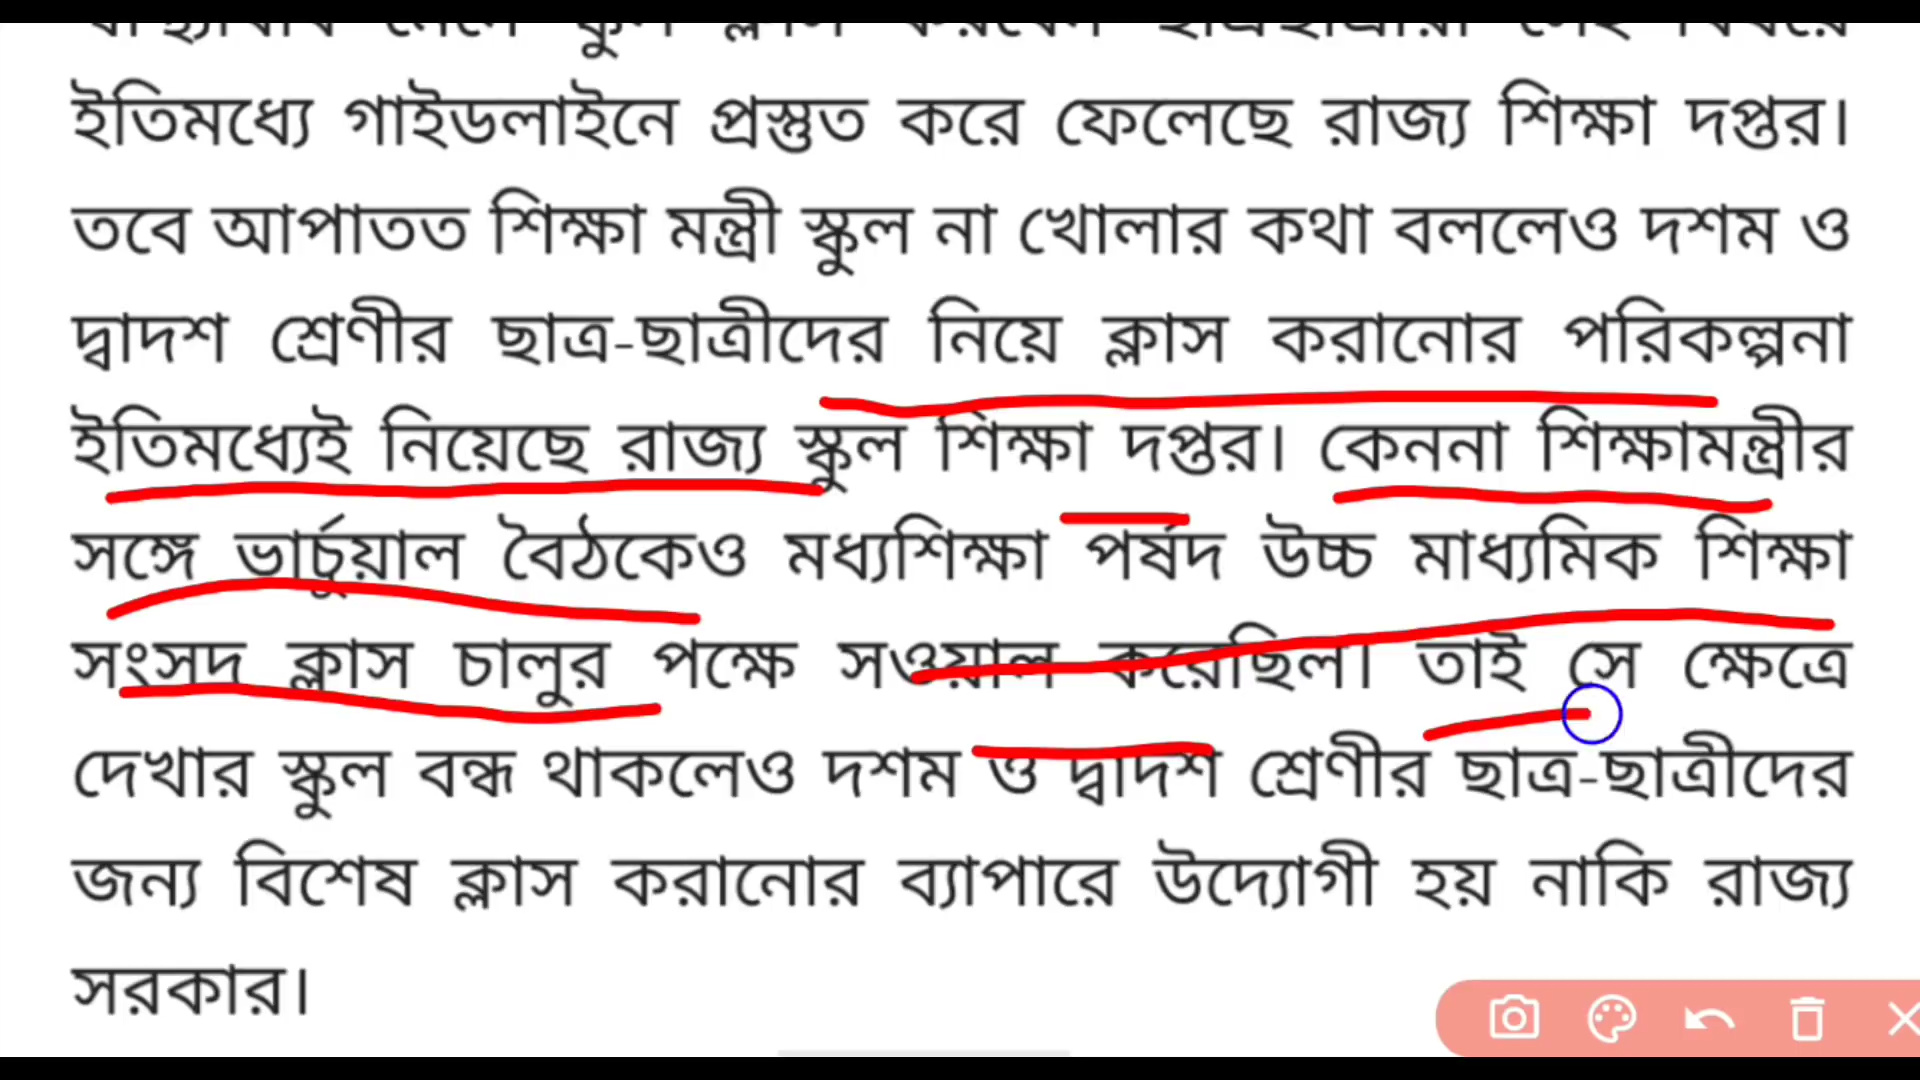 ইতিমধ্যে গাইডলাইনে প্রস্তুত করে ফেলেছে রাজ্য শিক্ষা দপ্তর।
তবে আপাতত শিক্ষা মন্ত্রী স্কুল না খোলার কথা বললেও দশম ও
দ্বাদশ শ্রেণীর ছাত্র-ছাত্রীদের নিয়ে ক্লাস করানোর পরিকল্পনা
ইতিমধ্যেই নিয়েছে রাজ্য স্কুল শিক্ষা দপ্তর। কেননা শিক্ষামন্ত্রীর
সঙ্গে ভার্চুয়াল বৈঠকেও মধ্যশিক্ষা পর্ষদ উচ্চ মাধ্যমিক শিক্ষা
সংসদ ক্লাস চালুর পক্ষে সওয়াল করেছিল। তাই সে ক্ষেত্রে
দেখার স্কুল বন্ধ থাকলেও দশম ও দ্বাদশ শ্রেণীর ছাত্র-ছাত্রীদের
জন্য বিশেষ ক্লাস করানোর ব্যাপারে উদ্যোগী হয় নাকি রাজ্য
সরকার।